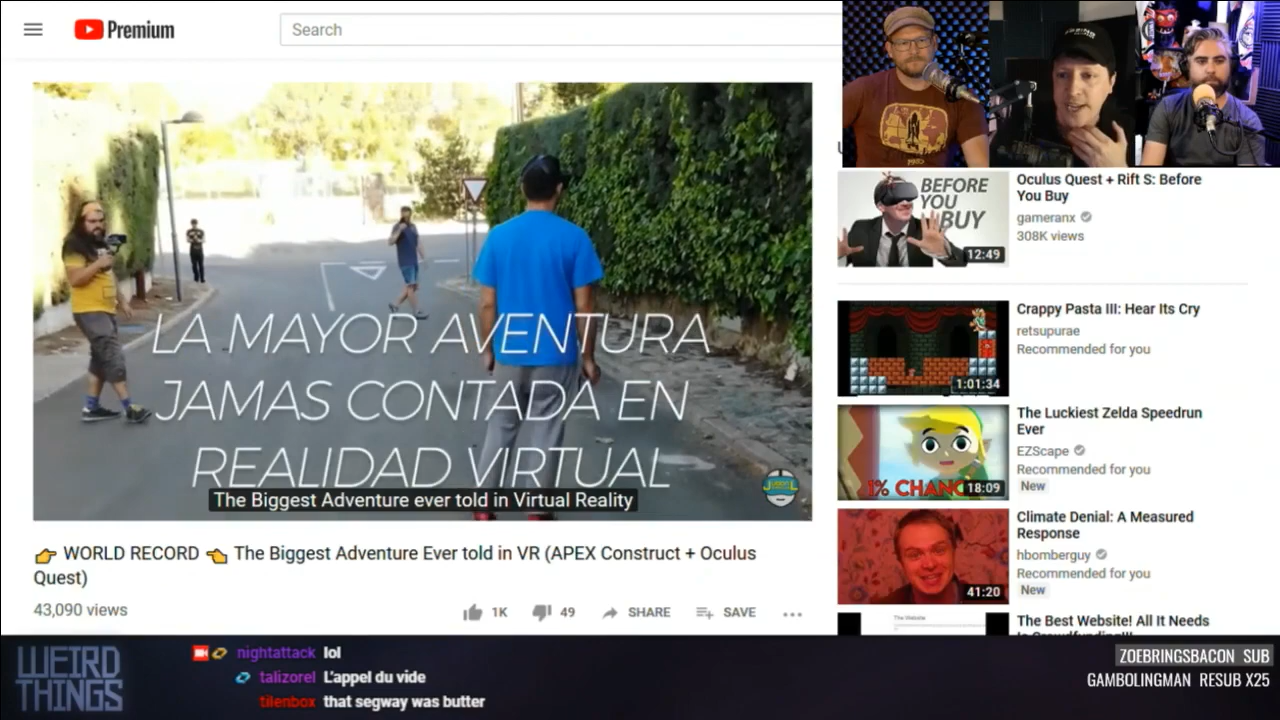 Premium
Search
LA MAYOR AVENTURA
JAMAS CONTADA EN
REALIDAD VIRTUAL
The Biggest Adventure ever told in Virtual Reality
👉 WORLD RECORD 👈 The Biggest Adventure Ever told in VR (APEX Construct + Oculus
Quest)
43,090 views
1K
49
SHARE
SAVE
BEFORE
YOU
BUY
12:49
Oculus Quest + Rift S: Before
You Buy
gameranx
308K views
1:01:34
Crappy Pasta III: Hear Its Cry
retsupurae
Recommended for you
1% CHANC
18:09
The Luckiest Zelda Speedrun
Ever
EZScape
Recommended for you
New
41:20
Climate Denial: A Measured
Response
hbomberguy
Recommended for you
New
The Website
The Best Website! All It Needs
Is Crowdfunding!!!
WEIRD
THINGS
nightattack lol
talizorel L'appel du vide
tilenbox that segway was butter
ZOEBRINGSBACON SUB
GAMBOLINGMAN RESUB X25